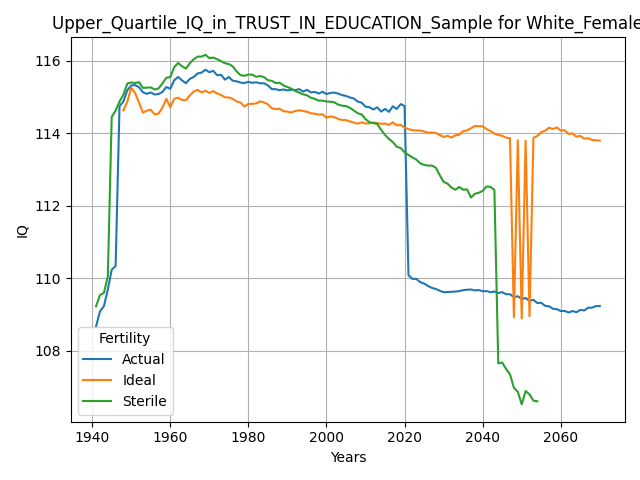 Upper_Quartile_IQ_in_TRUST_IN_EDUCATION_Sample for White_Female
116
114
112
110
108
IQ
Fertility
Actual
Ideal
Sterile
1940 1960 1980 2000 2020 2040 2060
Years